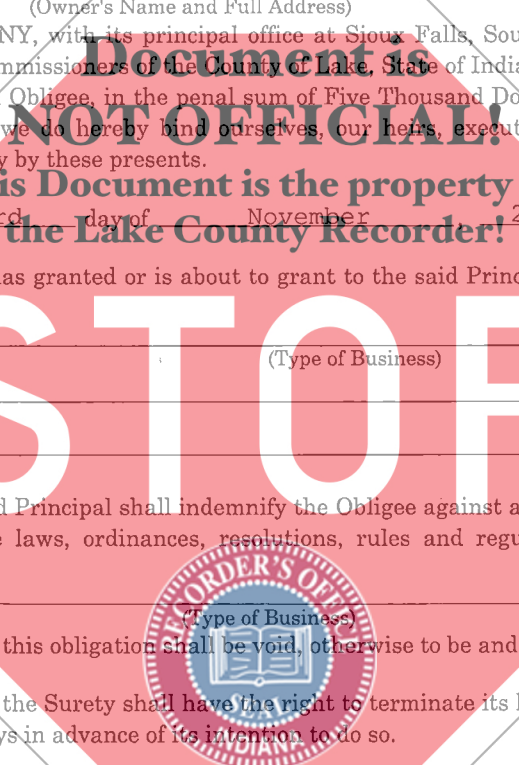 (Owner's Name and Full Address)
NY, with its principal office at Sioux Falls, Sou
Document is
mmissioners of the County of Lake, State of India
Obligee, in the penal sum of Five Thousand Do
NOT OFFICIAL!
we do hereby bind ourselves, our heirs, execut
y by these presents.
is Document is the property
rd day of November, 2
the Lake County Recorder!
as granted or is about to grant to the said Princ
STOP
(Type of Business)
d Principal shall indemnify the Obligee against a
e laws, ordinances, resolutions, rules and regu
RECORDER'S OFFICE
(Type of Business)
this obligation shall be void, otherwise to be and
SEAL
the Surety shall have the right to terminate its l
INDIANA
ys in advance of its intention to do so.